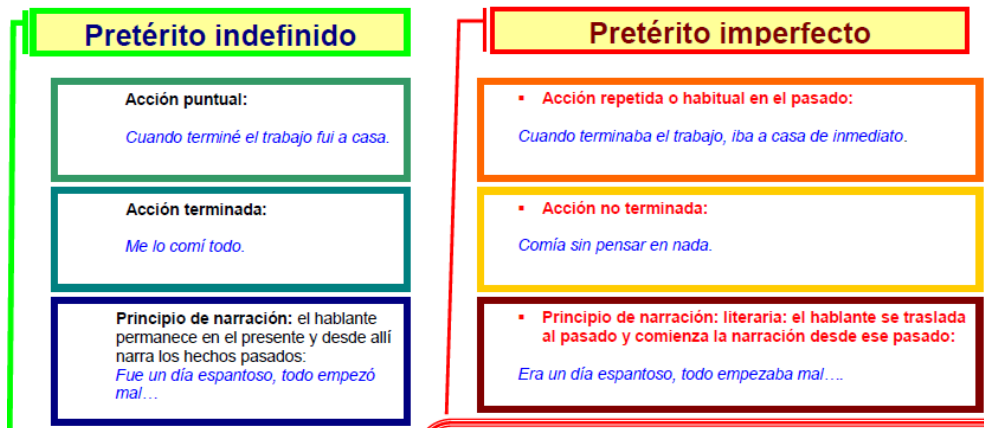 Pretérito indefinido
Acción puntual:
Cuando terminé el trabajo fui a casa.
Acción terminada:
Me lo comí todo.
Principio de narración: el hablante
permanece en el presente y desde allí
narra los hechos pasados:
Fue un día espantoso, todo empezó
mal…
Pretérito imperfecto
▪ Acción repetida o habitual en el pasado:
Cuando terminaba el trabajo, iba a casa de inmediato.
▪ Acción no terminada:
Comía sin pensar en nada.
▪ Principio de narración: literaria: el hablante se traslada
al pasado y comienza la narración desde ese pasado:
Era un día espantoso, todo empezaba mal….